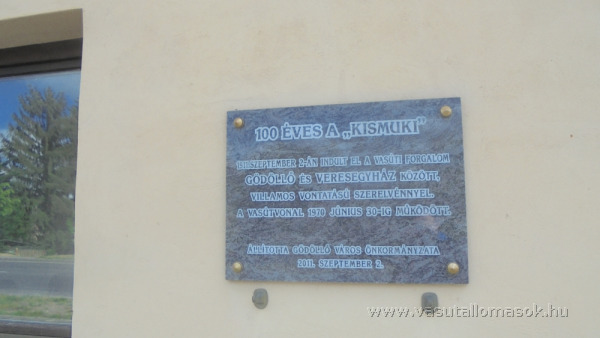 100 ÉVES A „KISMUKI”
1911.SZEPTEMBER 2-ÁN INDULT EL A VASÚTI FORGALOM
GÖDÖLLŐ ÉS VERESEGYHÁZ KÖZÖTT,
VILLAMOS VONTATÁSÚ SZERELVÉNNYEL.
A VASÚTVONAL 1970 JÚNIUS 30-IG MŰKÖDÖTT.
ÁLLÍTOTTA GÖDÖLLŐ VÁROS ÖNKORMÁNYZATA
2011. SZEPTEMBER 2.
www.vasutallomasok.hu